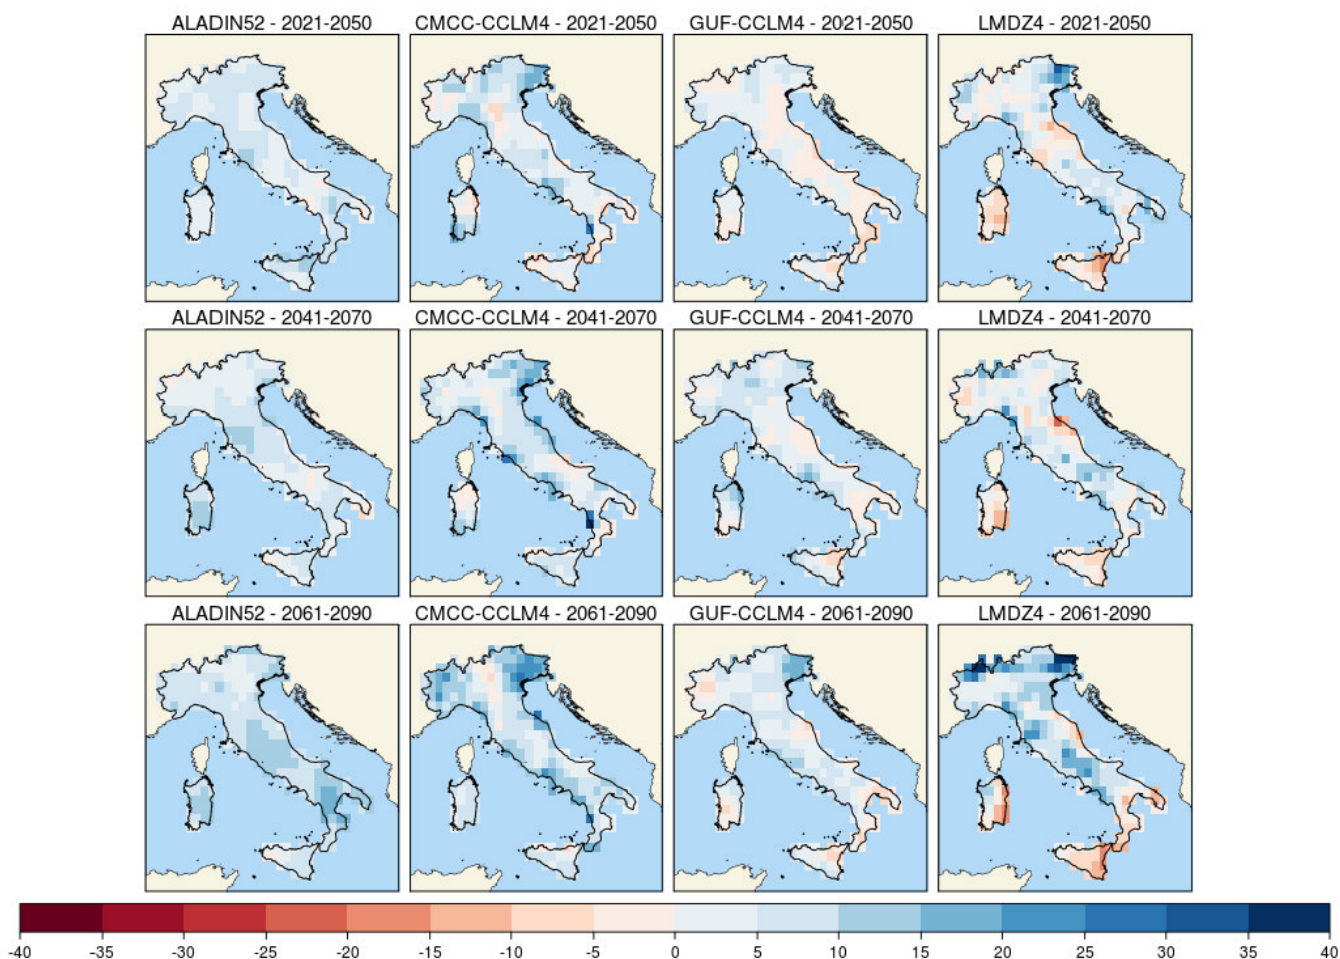 ALADIN52 - 2021-2050 CMCC-CCLM4 - 2021-2050 GUF-CCLM4 - 2021-2050 LMDZ4 - 2021-2050
ALADIN52 - 2041-2070 CMCC-CCLM4 - 2041-2070 GUF-CCLM4 - 2041-2070 LMDZ4 - 2041-2070
ALADIN52 - 2061-2090 CMCC-CCLM4 - 2061-2090 GUF-CCLM4 - 2061-2090 LMDZ4 - 2061-2090
-40 -35 -30 -25 -20 -15 -10 -5 0 5 10 15 20 25 30 35 40